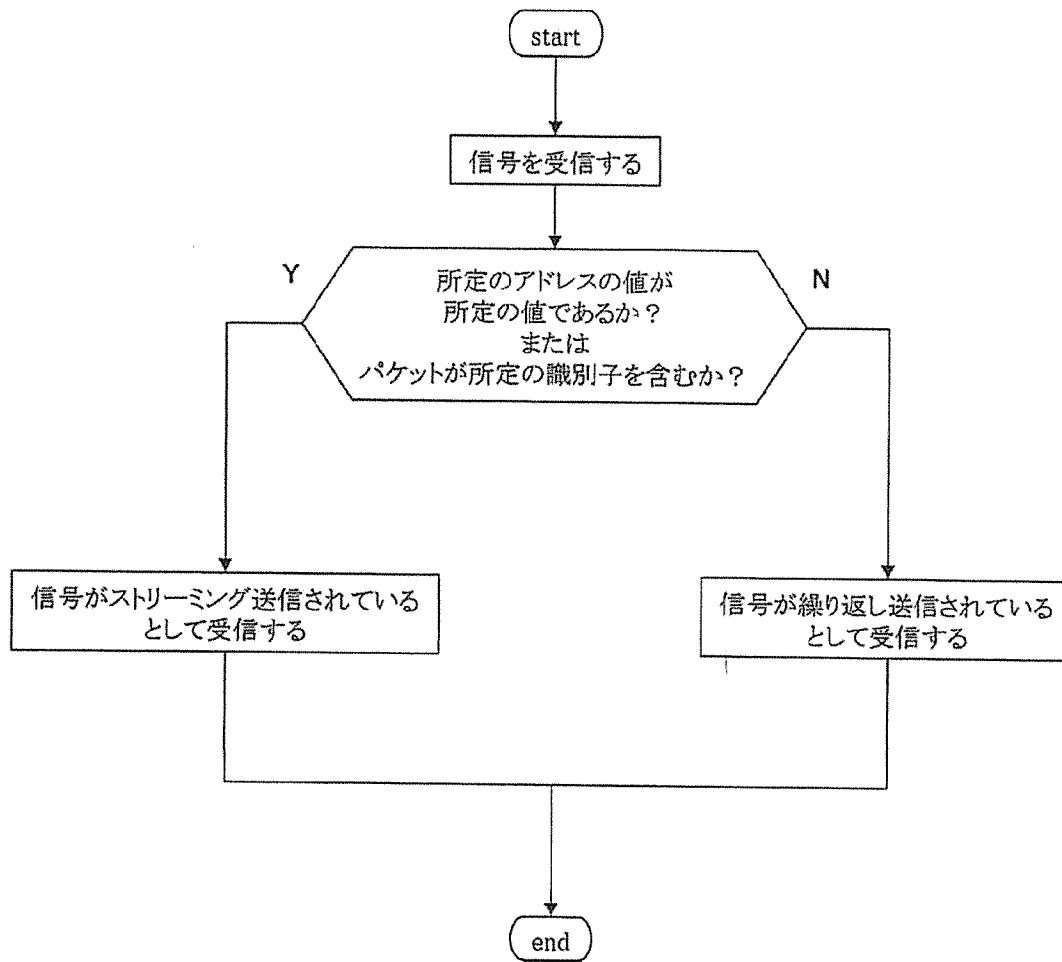 start
信号を受信する
Y
N
所定のアドレスの値が
所定の値であるか？
または
パケットが所定の識別子を含むか？
信号がストリーミング送信されている
として受信する
信号が繰り返し送信されている
として受信する
end